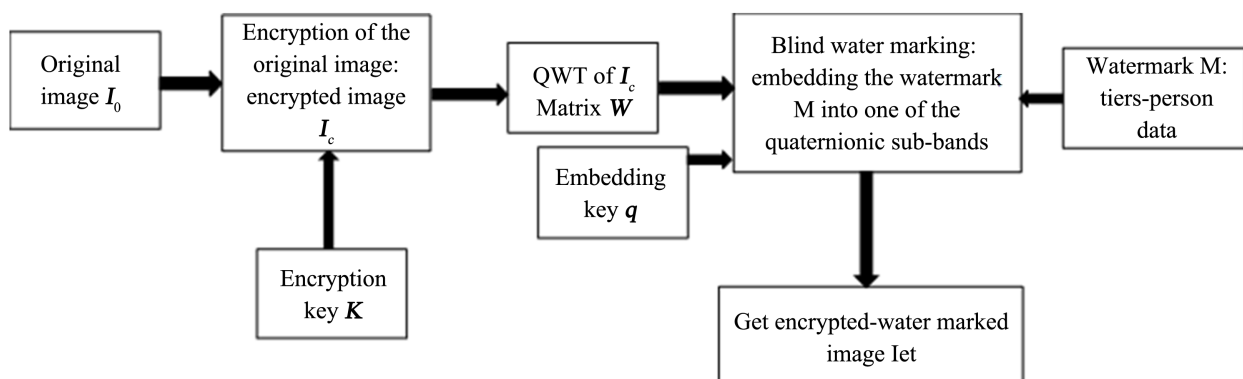 Original
image I₀
Encryption of the
original image:
encrypted image
I_c
QWT of I_c
Matrix W
Blind water marking:
embedding the watermark
M into one of the
quaternionic sub-bands
Watermark M:
tiers-person
data
Embedding
key q
Encryption
key K
Get encrypted-water marked
image Iet